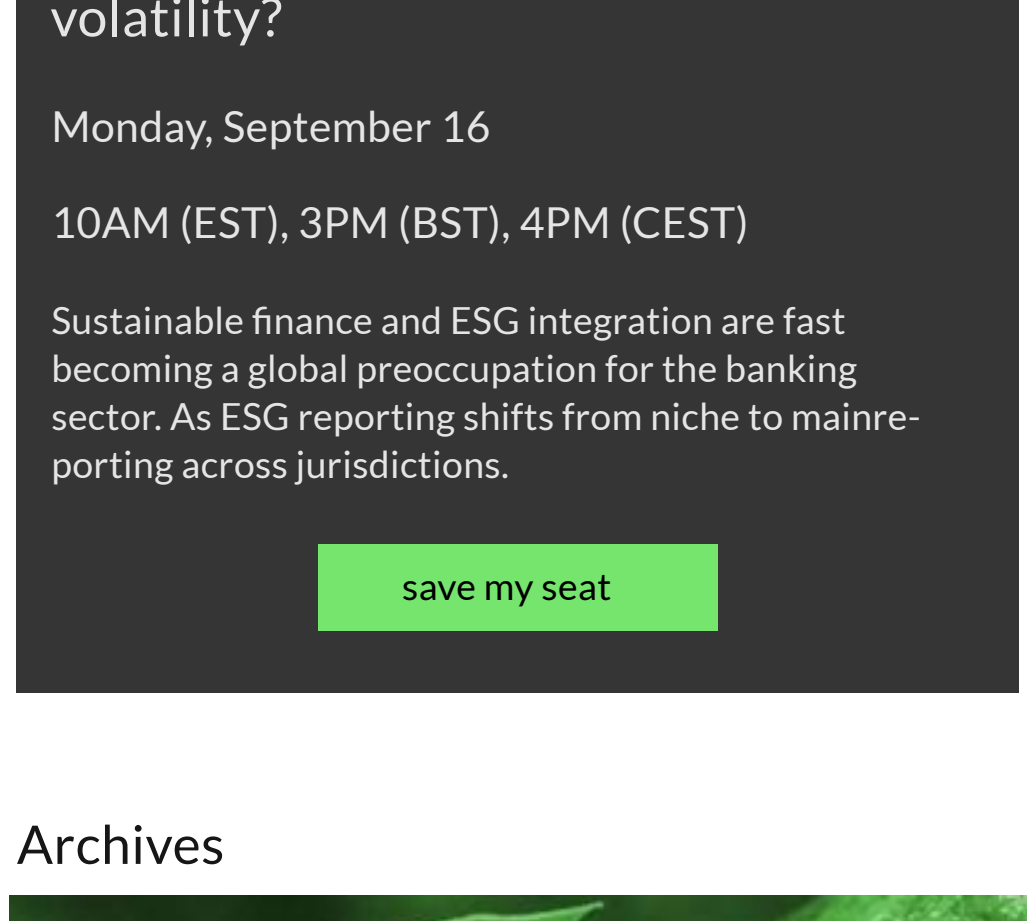 volatility?
Monday, September 16
10AM (EST), 3PM (BST), 4PM (CEST)
Sustainable finance and ESG integration are fast
becoming a global preoccupation for the banking
sector. As ESG reporting shifts from niche to mainre-
porting across jurisdictions.
save my seat
Archives